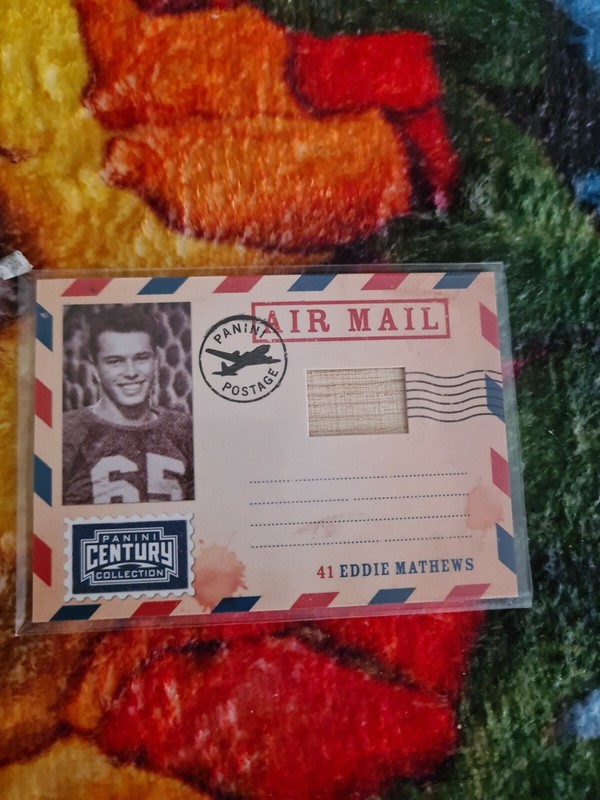 AIR MAIL
PANINI
POSTAGE
65
PANINI
CENTURY
COLLECTION
41 EDDIE MATHEWS